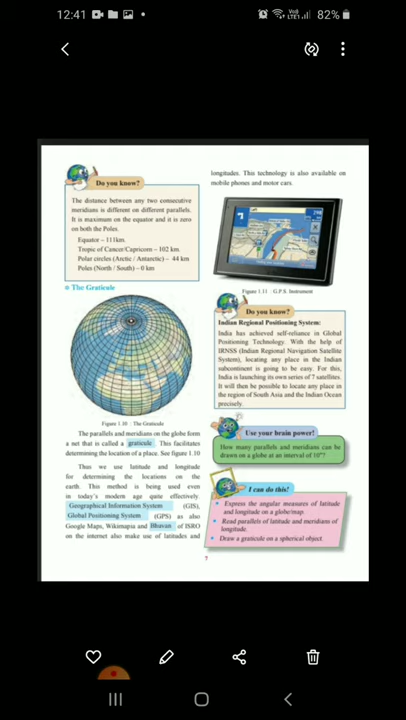 12:41
82%
Do you know?
The distance between any two consecutive
meridians is different on different parallels.
It is maximum on the equator and it is zero
on both the Poles.
Equator – 111km.
Tropic of Cancer/Capricorn – 102 km.
Polar circles (Arctic / Antarctic) – 44 km
Poles (North / South) – 0 km
The Graticule
Figure 1.10 : The Graticule
The parallels and meridians on the globe form
a net that is called a graticule. This facilitates
determining the location of a place. See figure 1.10
Thus we use latitude and longitude
for determining the locations on the
earth. This method is being used even
in today's modern age quite effectively.
Geographical Information System (GIS),
Global Positioning System (GPS) as also
Google Maps, Wikimapia and Bhuvan of ISRO
on the internet also make use of latitudes and
longitudes. This technology is also available on
mobile phones and motor cars.
Figure 1.11 : G.P.S. Instrument
Do you know?
Indian Regional Positioning System:
India has achieved self-reliance in Global
Positioning Technology. With the help of
IRNSS (Indian Regional Navigation Satellite
System), locating any place in the Indian
subcontinent is going to be easy. For this,
India is launching its own series of 7 satellites.
It will then be possible to locate any place in
the region of South Asia and the Indian Ocean
precisely.
Use your brain power!
How many parallels and meridians can be
drawn on a globe at an interval of 10°?
I can do this!
• Express the angular measures of latitude
and longitude on a globe/map.
• Read parallels of latitude and meridians of
longitude.
• Draw a graticule on a spherical object.
7